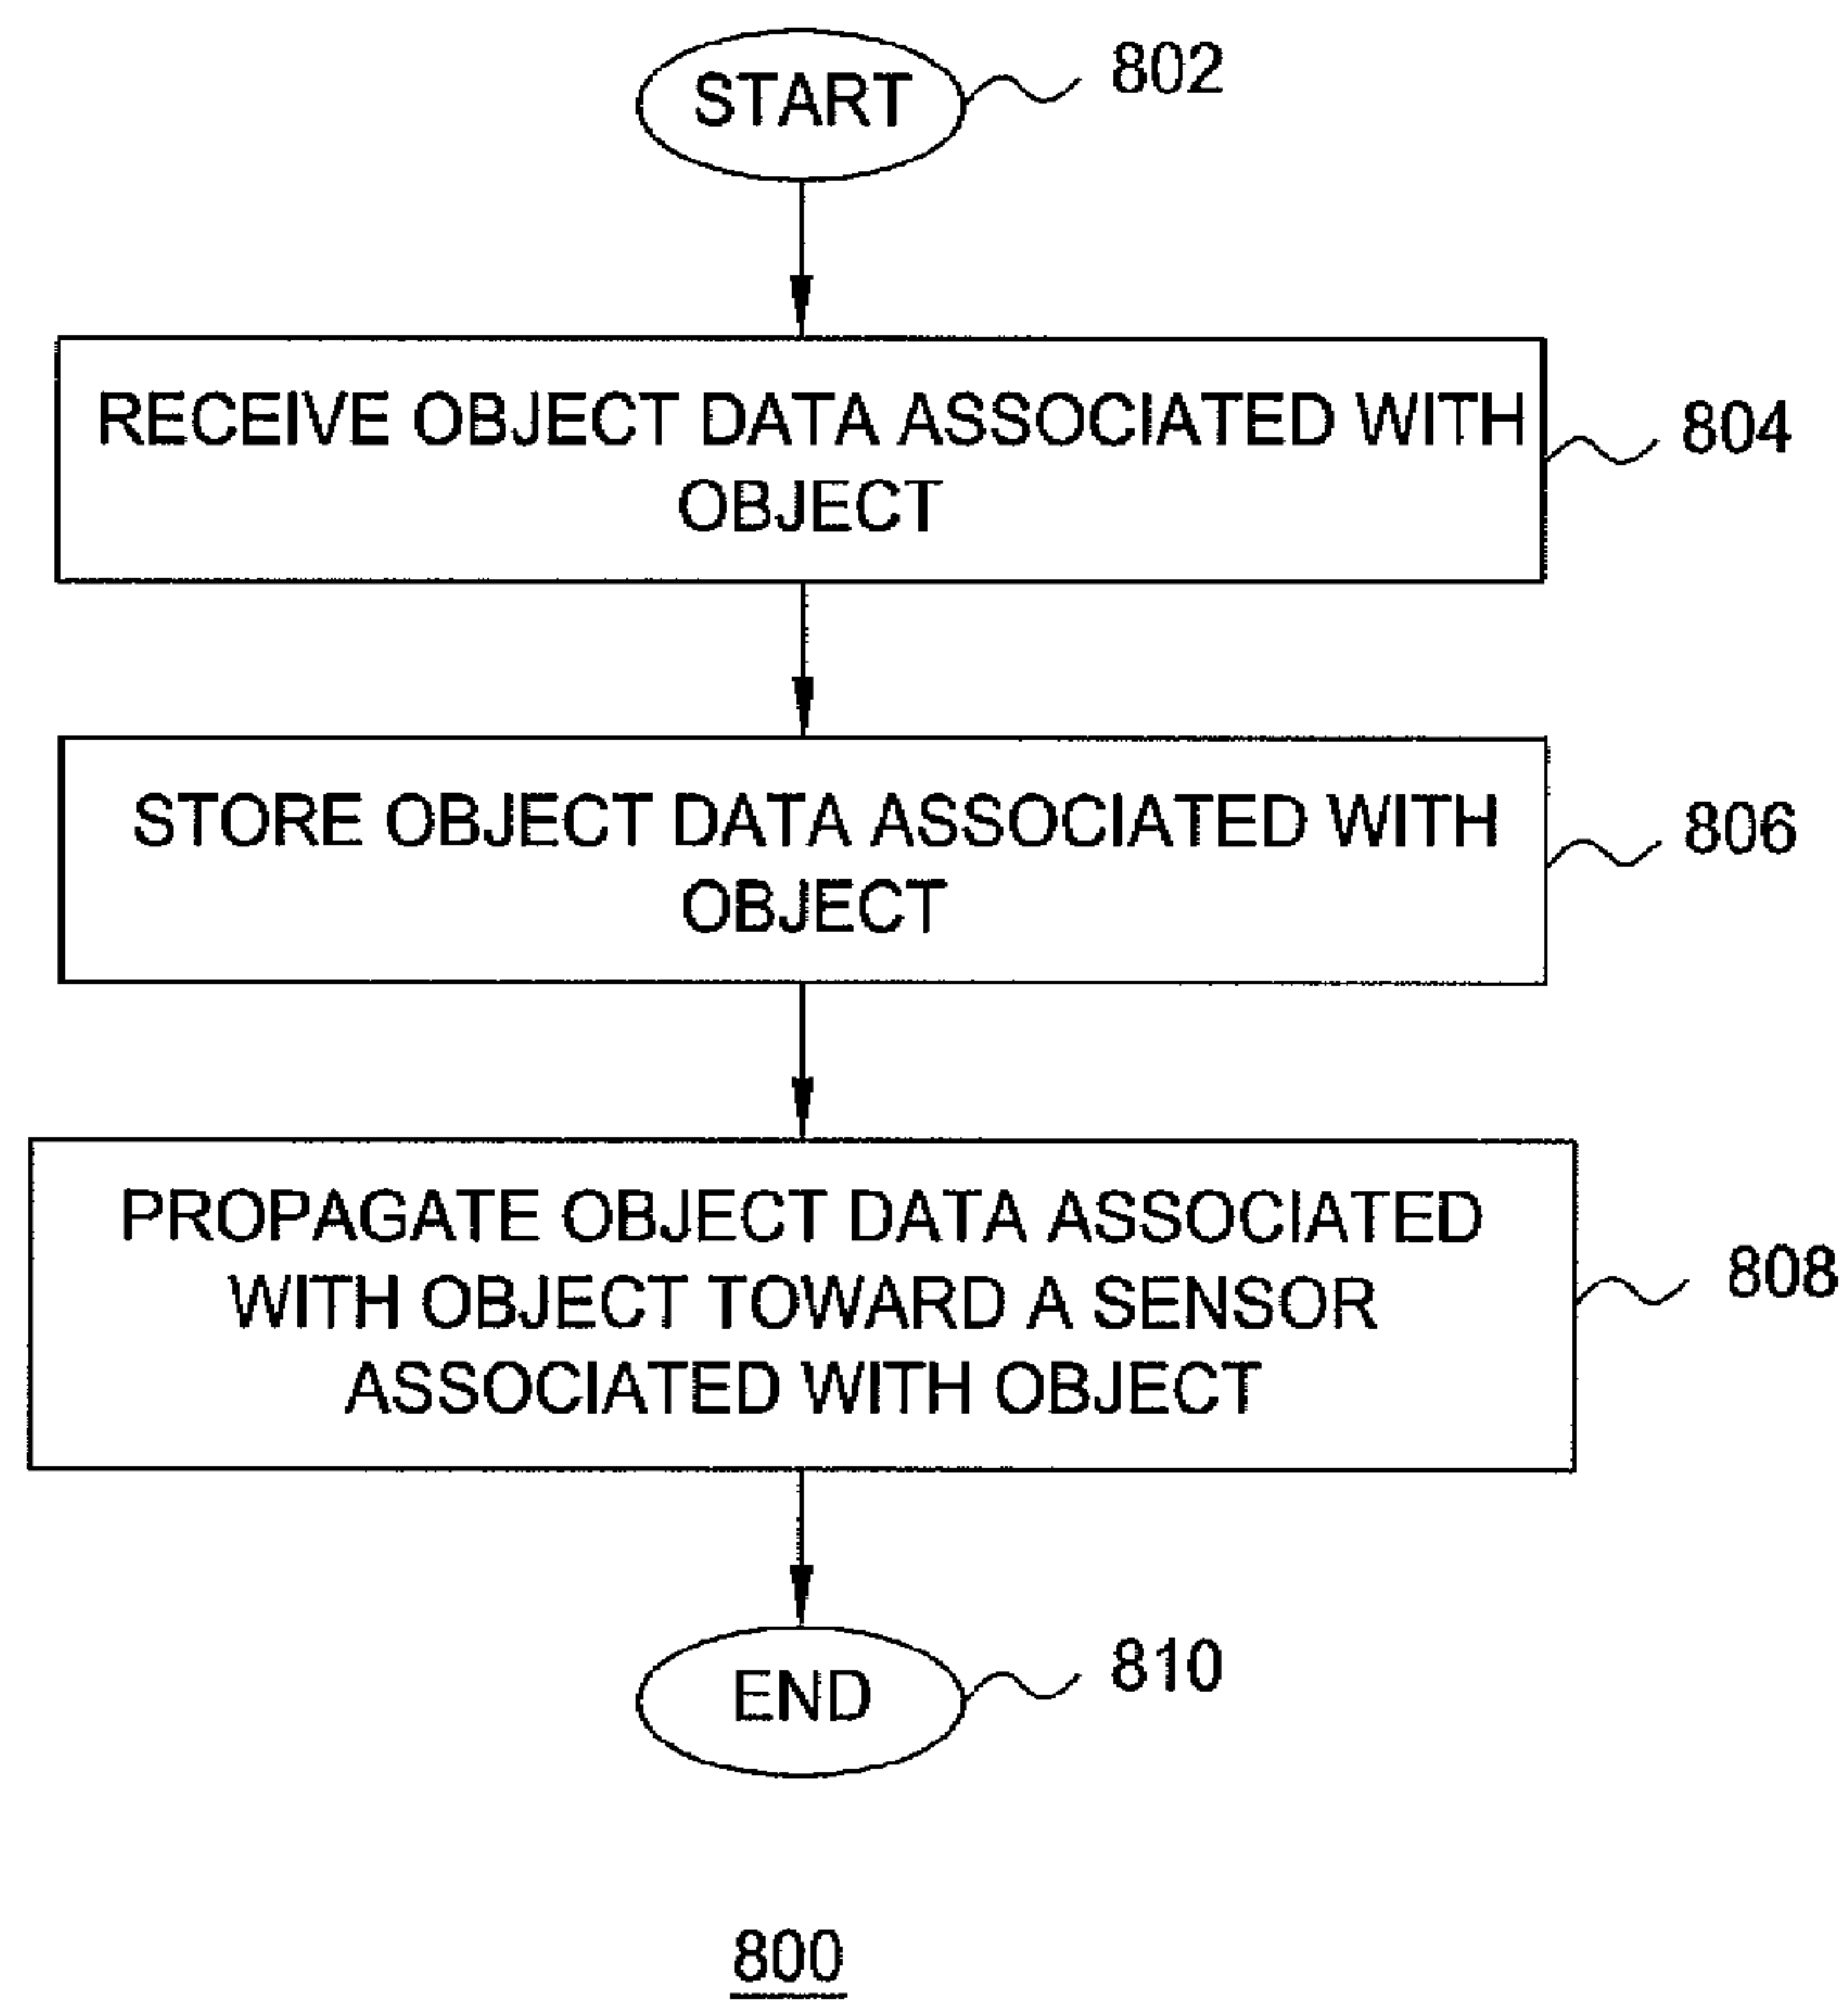 START
802
RECEIVE OBJECT DATA ASSOCIATED WITH
OBJECT
804
STORE OBJECT DATA ASSOCIATED WITH
OBJECT
806
PROPAGATE OBJECT DATA ASSOCIATED
WITH OBJECT TOWARD A SENSOR
ASSOCIATED WITH OBJECT
808
END
810
800